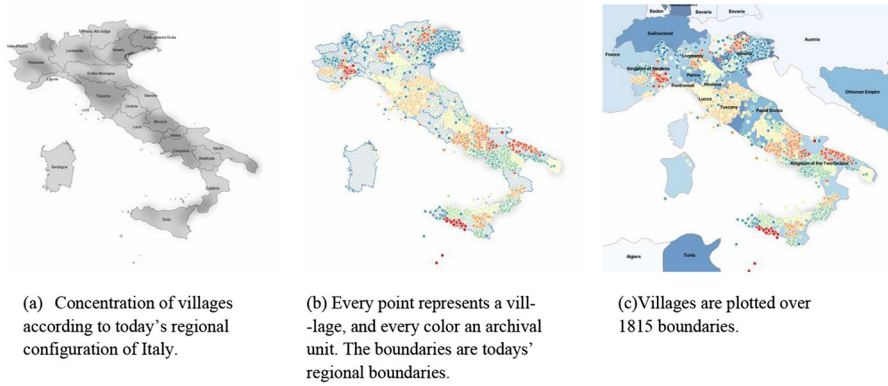 Trentino-Alto Adige
Friuli-Venezia Giulia
Valle d'Aosta
Lombardia
Veneto
Piemonte
Emilia-Romagna
Liguria
Toscana
Marche
Umbria
Lazio
Abruzzo
Molise
Campania
Apulia
Basilicata
Sardegna
Calabria
Sicily
Baden
Bavaria
Bavaria
Switzerland
Austria
France
Lombardy
Kingdom of Sardinia
Parma
Modena
Pontremoli
Lucca
Tuscany
Papal States
Ottoman Empire
Kingdom of the Two Sicilies
Algiers
Tunis
(a) Concentration of villages
according to today's regional
configuration of Italy.
(b) Every point represents a vill-
-lage, and every color an archival
unit. The boundaries are todays'
regional boundaries.
(c)Villages are plotted over
1815 boundaries.